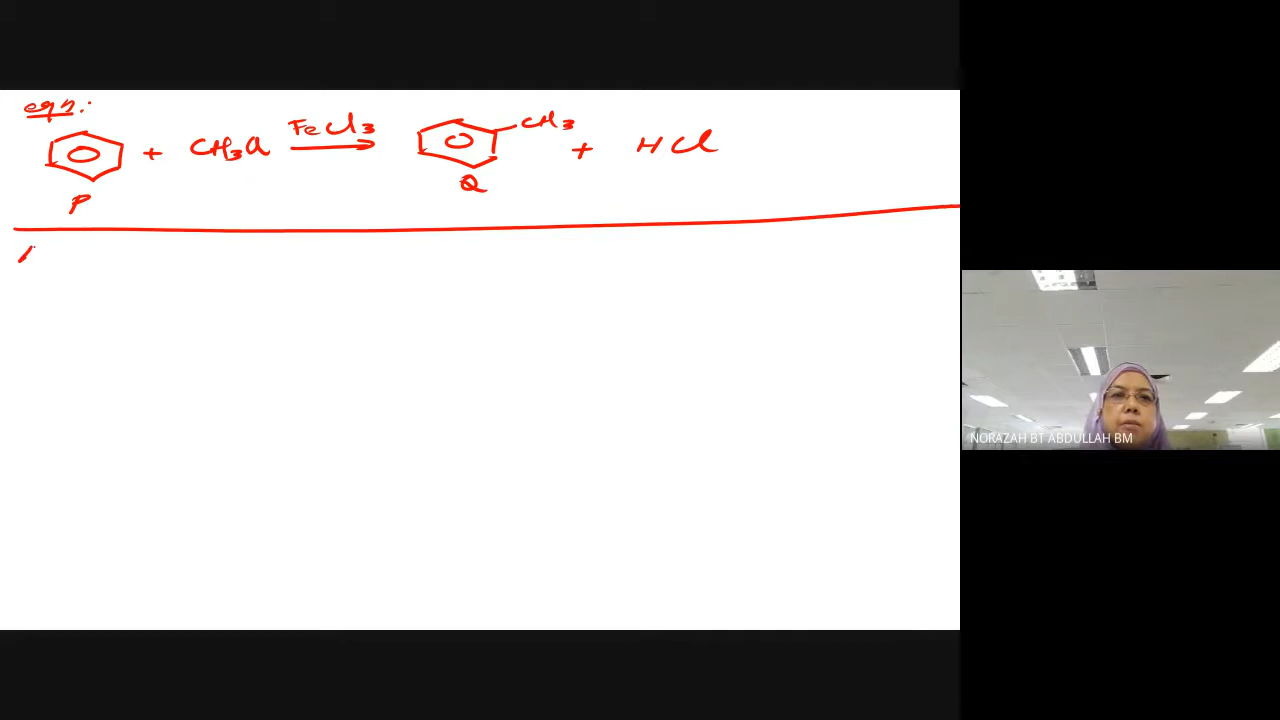 eqn:
+ CH3Cl FeCl3 CH3 + HCl
P Q
NORAZAH BT ABDULLAH BM